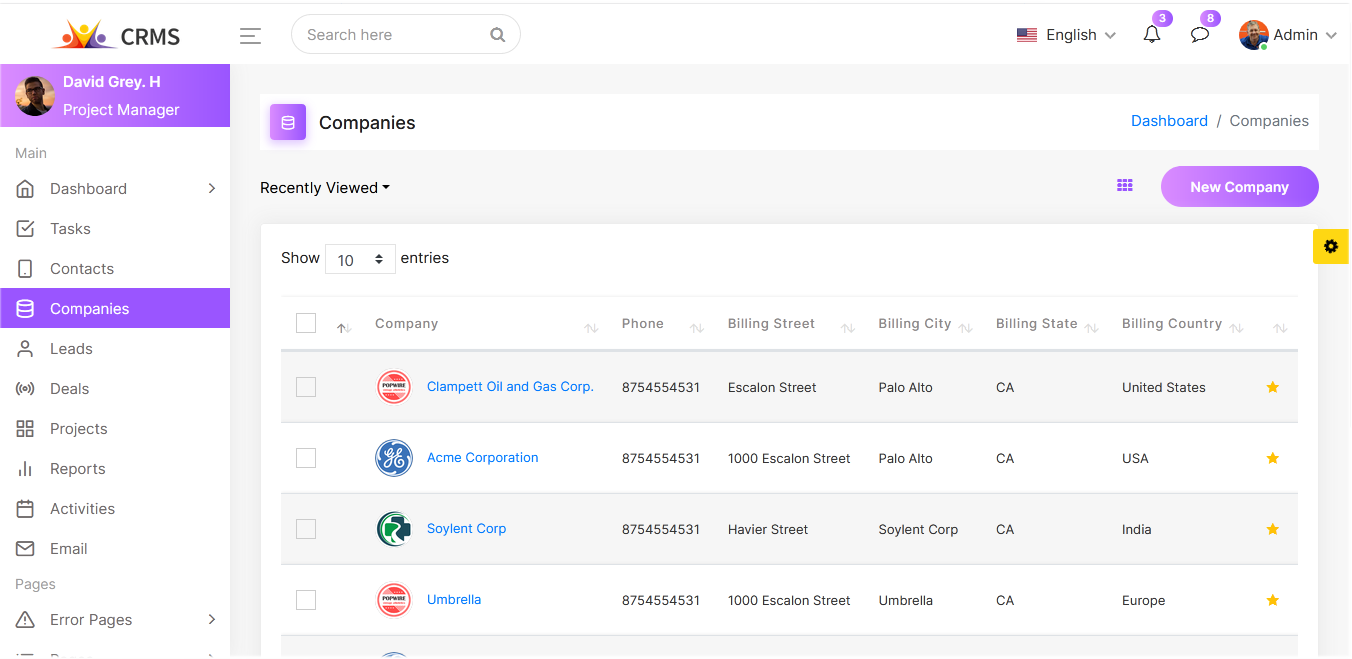 CRMS
Search here
English
3
8
Admin
David Grey. H
Project Manager
Main
Dashboard
Tasks
Contacts
Companies
Leads
Deals
Projects
Reports
Activities
Email
Pages
Error Pages
Companies
Dashboard / Companies
Recently Viewed
New Company
Show 10 entries
Company Phone Billing Street Billing City Billing State Billing Country
POPWIRE Clampett Oil and Gas Corp. 8754554531 Escalon Street Palo Alto CA United States
Acme Corporation 8754554531 1000 Escalon Street Palo Alto CA USA
Soylent Corp 8754554531 Havier Street Soylent Corp CA India
POPWIRE Umbrella 8754554531 1000 Escalon Street Umbrella CA Europe